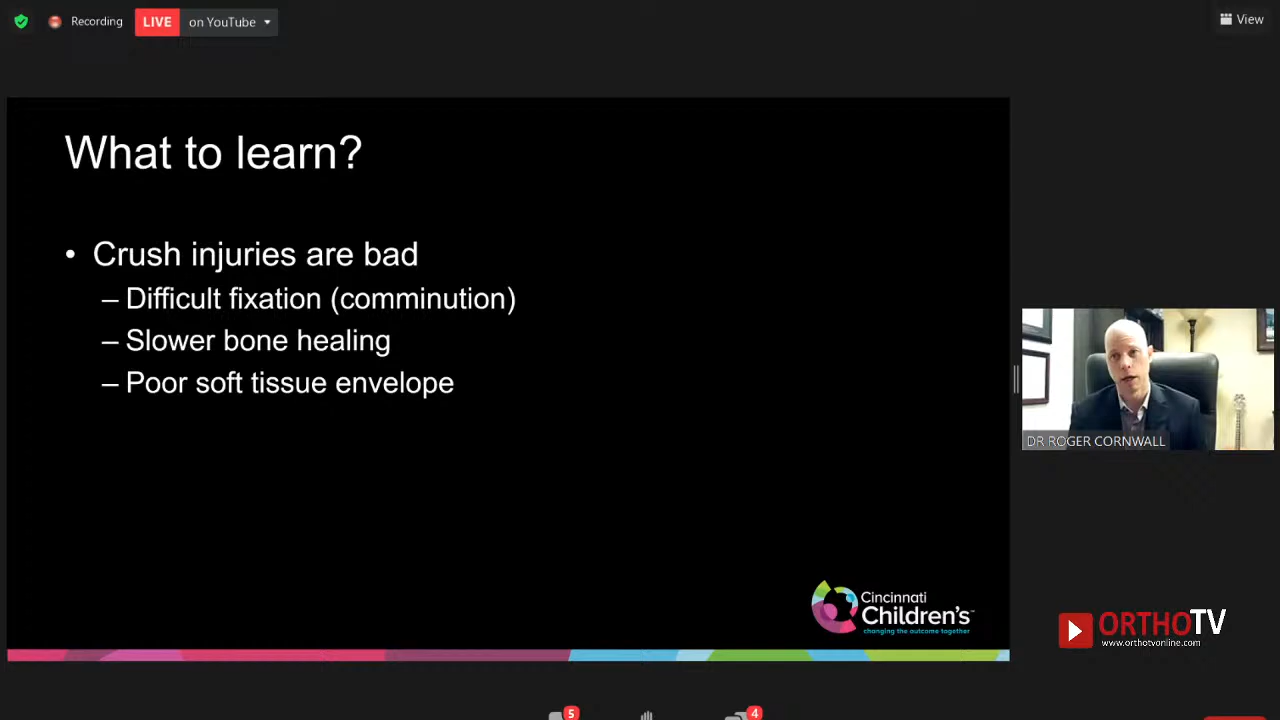 Recording
LIVE on YouTube
View
What to learn?
• Crush injuries are bad
– Difficult fixation (comminution)
– Slower bone healing
– Poor soft tissue envelope
DR ROGER CORNWALL
Cincinnati
Children's™
changing the outcome together
ORTHOTV
www.orthotvonline.com
5
4